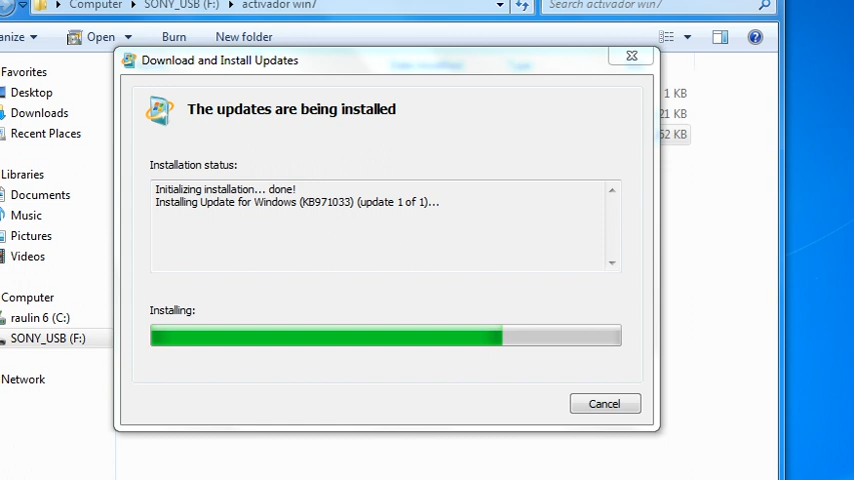 Computer ▸ SONY_USB (F:) ▸ activador win7
Search activador win7
anize Open Burn New folder
Download and Install Updates
The updates are being installed
Installation status:
Initializing installation... done!
Installing Update for Windows (KB971033) (update 1 of 1)...
Installing:
Cancel
Favorites
Desktop
Downloads
Recent Places
Libraries
Documents
Music
Pictures
Videos
Computer
raulin 6 (C:)
SONY_USB (F:)
Network
1 KB
21 KB
52 KB